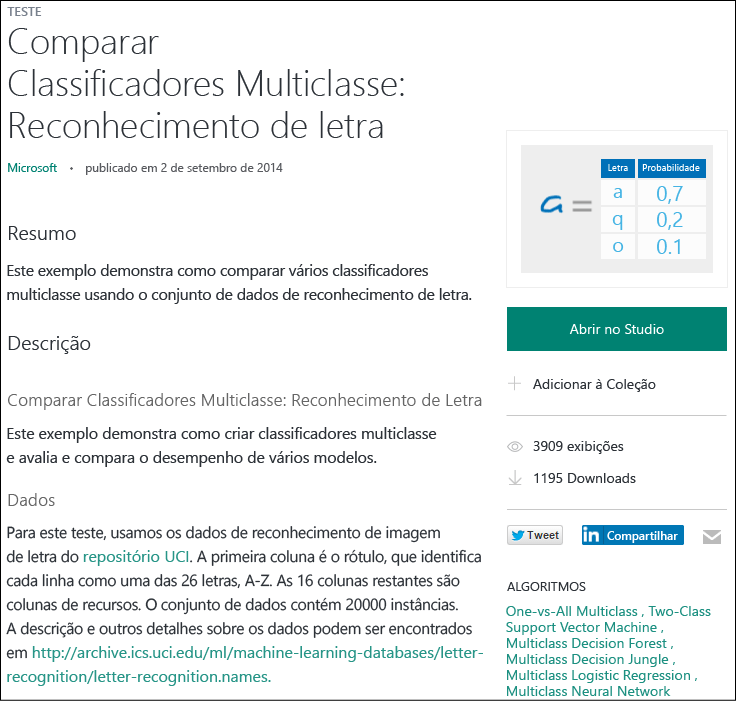 TESTE
Comparar
Classificadores Multiclasse:
Reconhecimento de letra
Microsoft • publicado em 2 de setembro de 2014
Resumo
Este exemplo demonstra como comparar vários classificadores
multiclasse usando o conjunto de dados de reconhecimento de letra.
Descrição
Comparar Classificadores Multiclasse: Reconhecimento de Letra
Este exemplo demonstra como criar classificadores multiclasse
e avalia e compara o desempenho de vários modelos.
Dados
Para este teste, usamos os dados de reconhecimento de imagem
de letra do repositório UCI. A primeira coluna é o rótulo, que identifica
cada linha como uma das 26 letras, A-Z. As 16 colunas restantes são
colunas de recursos. O conjunto de dados contém 20000 instâncias.
A descrição e outros detalhes sobre os dados podem ser encontrados
em http://archive.ics.uci.edu/ml/machine-learning-databases/letter-
recognition/letter-recognition.names.
Letra Probabilidade
a = a 0,7
q 0,2
o 0.1
Abrir no Studio
Adicionar à Coleção
3909 exibições
1195 Downloads
Tweet
in Compartilhar
ALGORITMOS
One-vs-All Multiclass , Two-Class
Support Vector Machine ,
Multiclass Decision Forest ,
Multiclass Decision Jungle ,
Multiclass Logistic Regression ,
Multiclass Neural Network